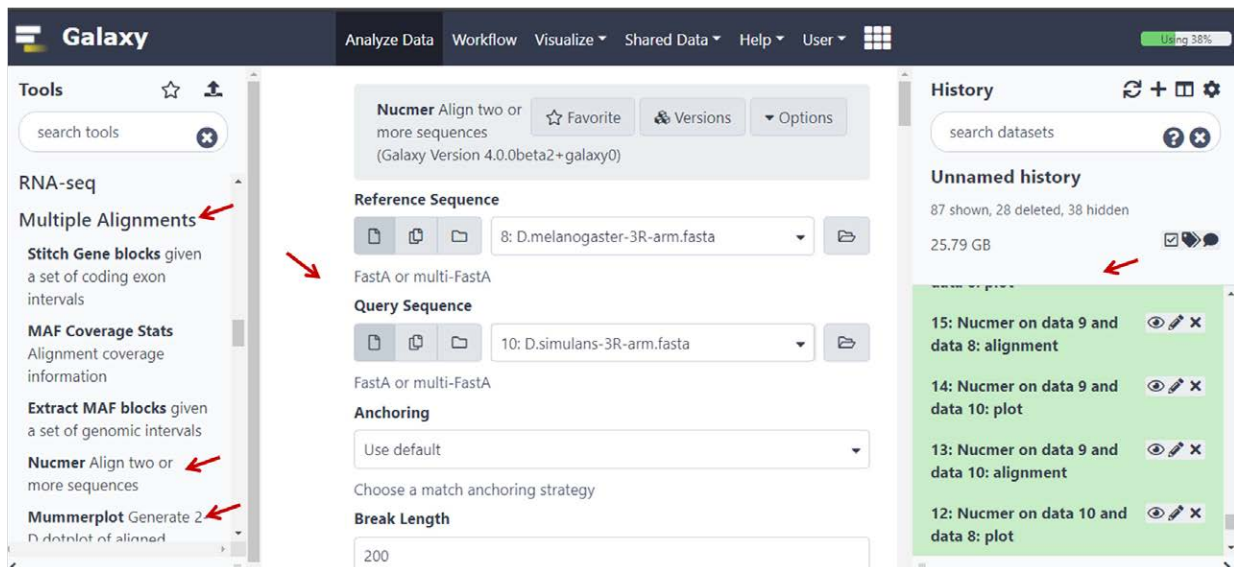 Galaxy
Analyze Data Workflow Visualize Shared Data Help User
Using 38%
Tools
search tools
RNA-seq
Multiple Alignments
Stitch Gene blocks given
a set of coding exon
intervals
MAF Coverage Stats
Alignment coverage
information
Extract MAF blocks given
a set of genomic intervals
Nucmer Align two or
more sequences
Mummerplot Generate 2-
D dotplot of aligned
Nucmer Align two or
more sequences
(Galaxy Version 4.0.0beta2+galaxy0)
Favorite
Versions
Options
Reference Sequence
8: D.melanogaster-3R-arm.fasta
FastA or multi-FastA
Query Sequence
10: D.simulans-3R-arm.fasta
FastA or multi-FastA
Anchoring
Use default
Choose a match anchoring strategy
Break Length
200
History
search datasets
Unnamed history
87 shown, 28 deleted, 38 hidden
25.79 GB
15: Nucmer on data 9 and
data 8: alignment
14: Nucmer on data 9 and
data 10: plot
13: Nucmer on data 9 and
data 10: alignment
12: Nucmer on data 10 and
data 8: plot